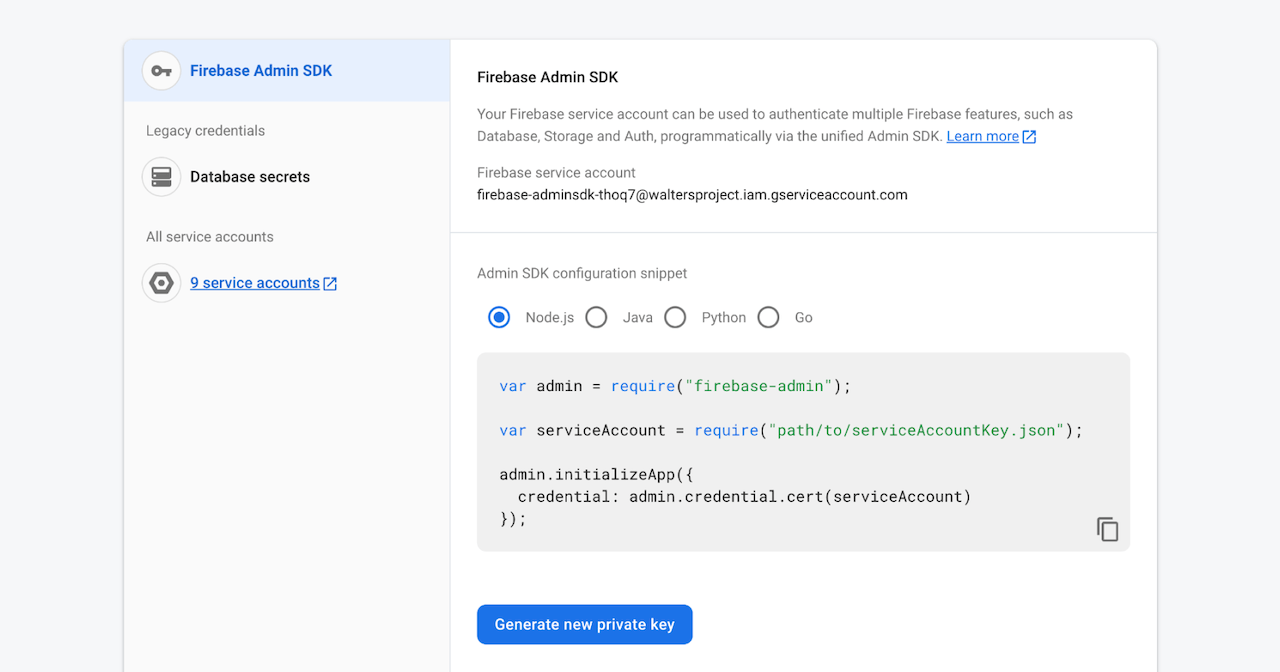 Firebase Admin SDK
Legacy credentials
Database secrets
All service accounts
9 service accounts
Firebase Admin SDK
Your Firebase service account can be used to authenticate multiple Firebase features, such as
Database, Storage and Auth, programmatically via the unified Admin SDK. Learn more
Firebase service account
firebase-adminsdk-thoq7@waltersproject.iam.gserviceaccount.com
Admin SDK configuration snippet
Node.js Java Python Go
var admin = require("firebase-admin");
var serviceAccount = require("path/to/serviceAccountKey.json");
admin.initializeApp({
  credential: admin.credential.cert(serviceAccount)
});
Generate new private key